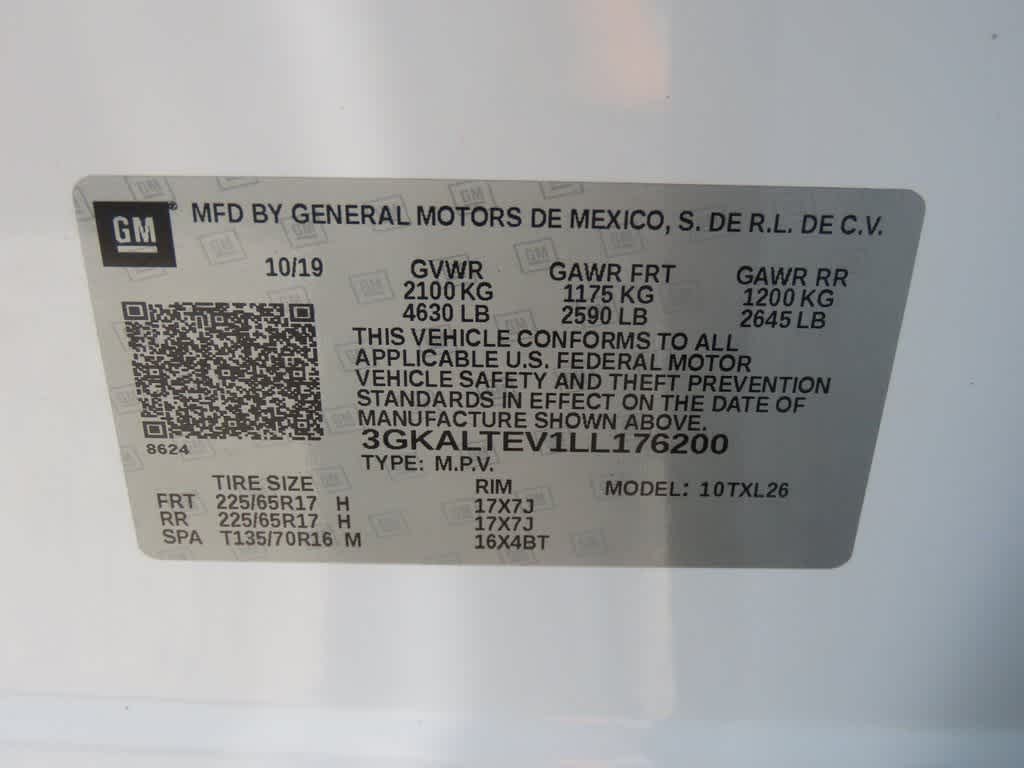 GM
MFD BY GENERAL MOTORS DE MEXICO, S. DE R.L. DE C.V.
10/19 GVWR GAWR FRT GAWR RR
2100 KG 1175 KG 1200 KG
4630 LB 2590 LB 2645 LB
THIS VEHICLE CONFORMS TO ALL
APPLICABLE U.S. FEDERAL MOTOR
VEHICLE SAFETY AND THEFT PREVENTION
STANDARDS IN EFFECT ON THE DATE OF
MANUFACTURE SHOWN ABOVE.
8624
3GKALTEV1LL176200
TYPE: M.P.V.
TIRE SIZE RIM MODEL: 10TXL26
FRT 225/65R17 H 17X7J
RR 225/65R17 H 17X7J
SPA T135/70R16 M 16X4BT